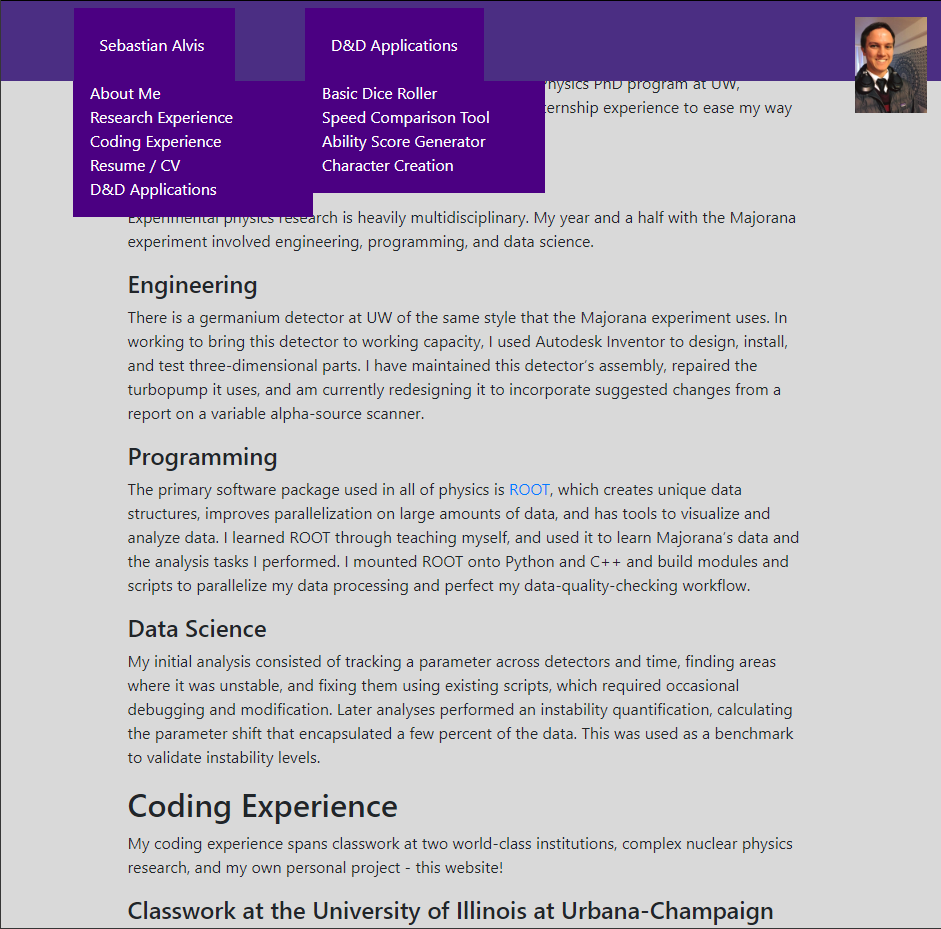 Sebastian Alvis
About Me
Research Experience
Coding Experience
Resume / CV
D&D Applications
D&D Applications
Basic Dice Roller
Speed Comparison Tool
Ability Score Generator
Character Creation
PhD program at UW,
experience to ease my way
Experimental physics research is heavily multidisciplinary. My year and a half with the Majorana
experiment involved engineering, programming, and data science.
Engineering
There is a germanium detector at UW of the same style that the Majorana experiment uses. In
working to bring this detector to working capacity, I used Autodesk Inventor to design, install,
and test three-dimensional parts. I have maintained this detector's assembly, repaired the
turbopump it uses, and am currently redesigning it to incorporate suggested changes from a
report on a variable alpha-source scanner.
Programming
The primary software package used in all of physics is ROOT, which creates unique data
structures, improves parallelization on large amounts of data, and has tools to visualize and
analyze data. I learned ROOT through teaching myself, and used it to learn Majorana's data and
the analysis tasks I performed. I mounted ROOT onto Python and C++ and build modules and
scripts to parallelize my data processing and perfect my data-quality-checking workflow.
Data Science
My initial analysis consisted of tracking a parameter across detectors and time, finding areas
where it was unstable, and fixing them using existing scripts, which required occasional
debugging and modification. Later analyses performed an instability quantification, calculating
the parameter shift that encapsulated a few percent of the data. This was used as a benchmark
to validate instability levels.
Coding Experience
My coding experience spans classwork at two world-class institutions, complex nuclear physics
research, and my own personal project - this website!
Classwork at the University of Illinois at Urbana-Champaign